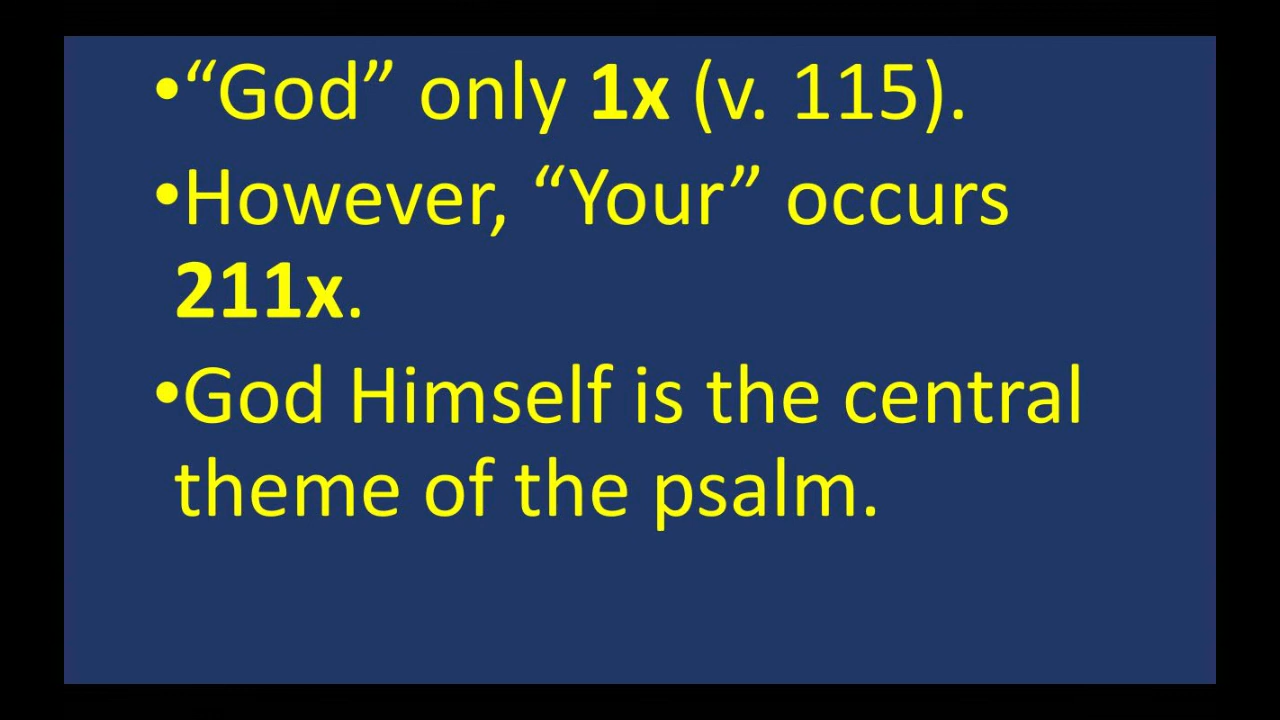 •“God” only 1x (v. 115).
•However, “Your” occurs
211x.
•God Himself is the central
theme of the psalm.